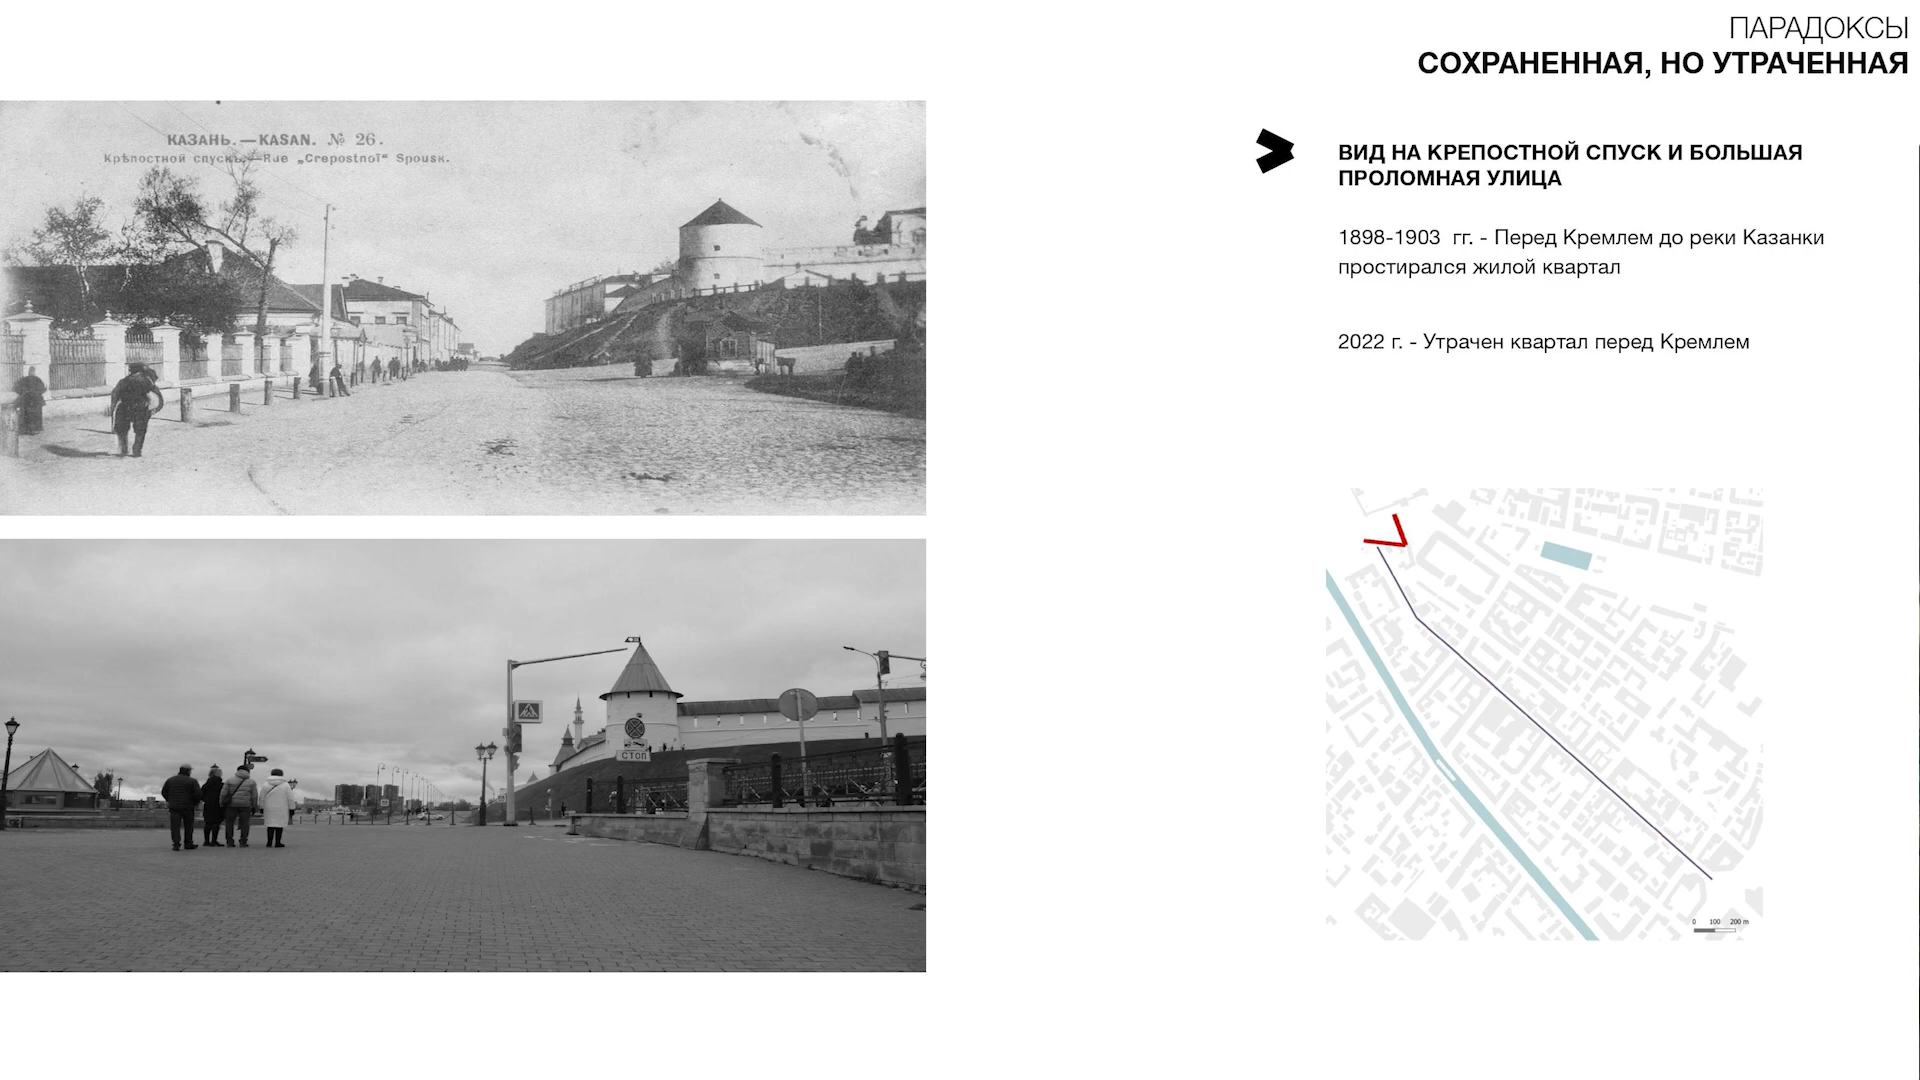 ПАРАДОКСЫ
СОХРАНЕННАЯ, НО УТРАЧЕННАЯ
КАЗАНЬ.—KASAN. № 26.
Крѣпостной спускъ.—Rue „Crepostnoï“ Spousk.
СТОП
ВИД НА КРЕПОСТНОЙ СПУСК И БОЛЬШАЯ
ПРОЛОМНАЯ УЛИЦА
1898-1903 гг. - Перед Кремлем до реки Казанки
простирался жилой квартал
2022 г. - Утрачен квартал перед Кремлем
0 100 200 m